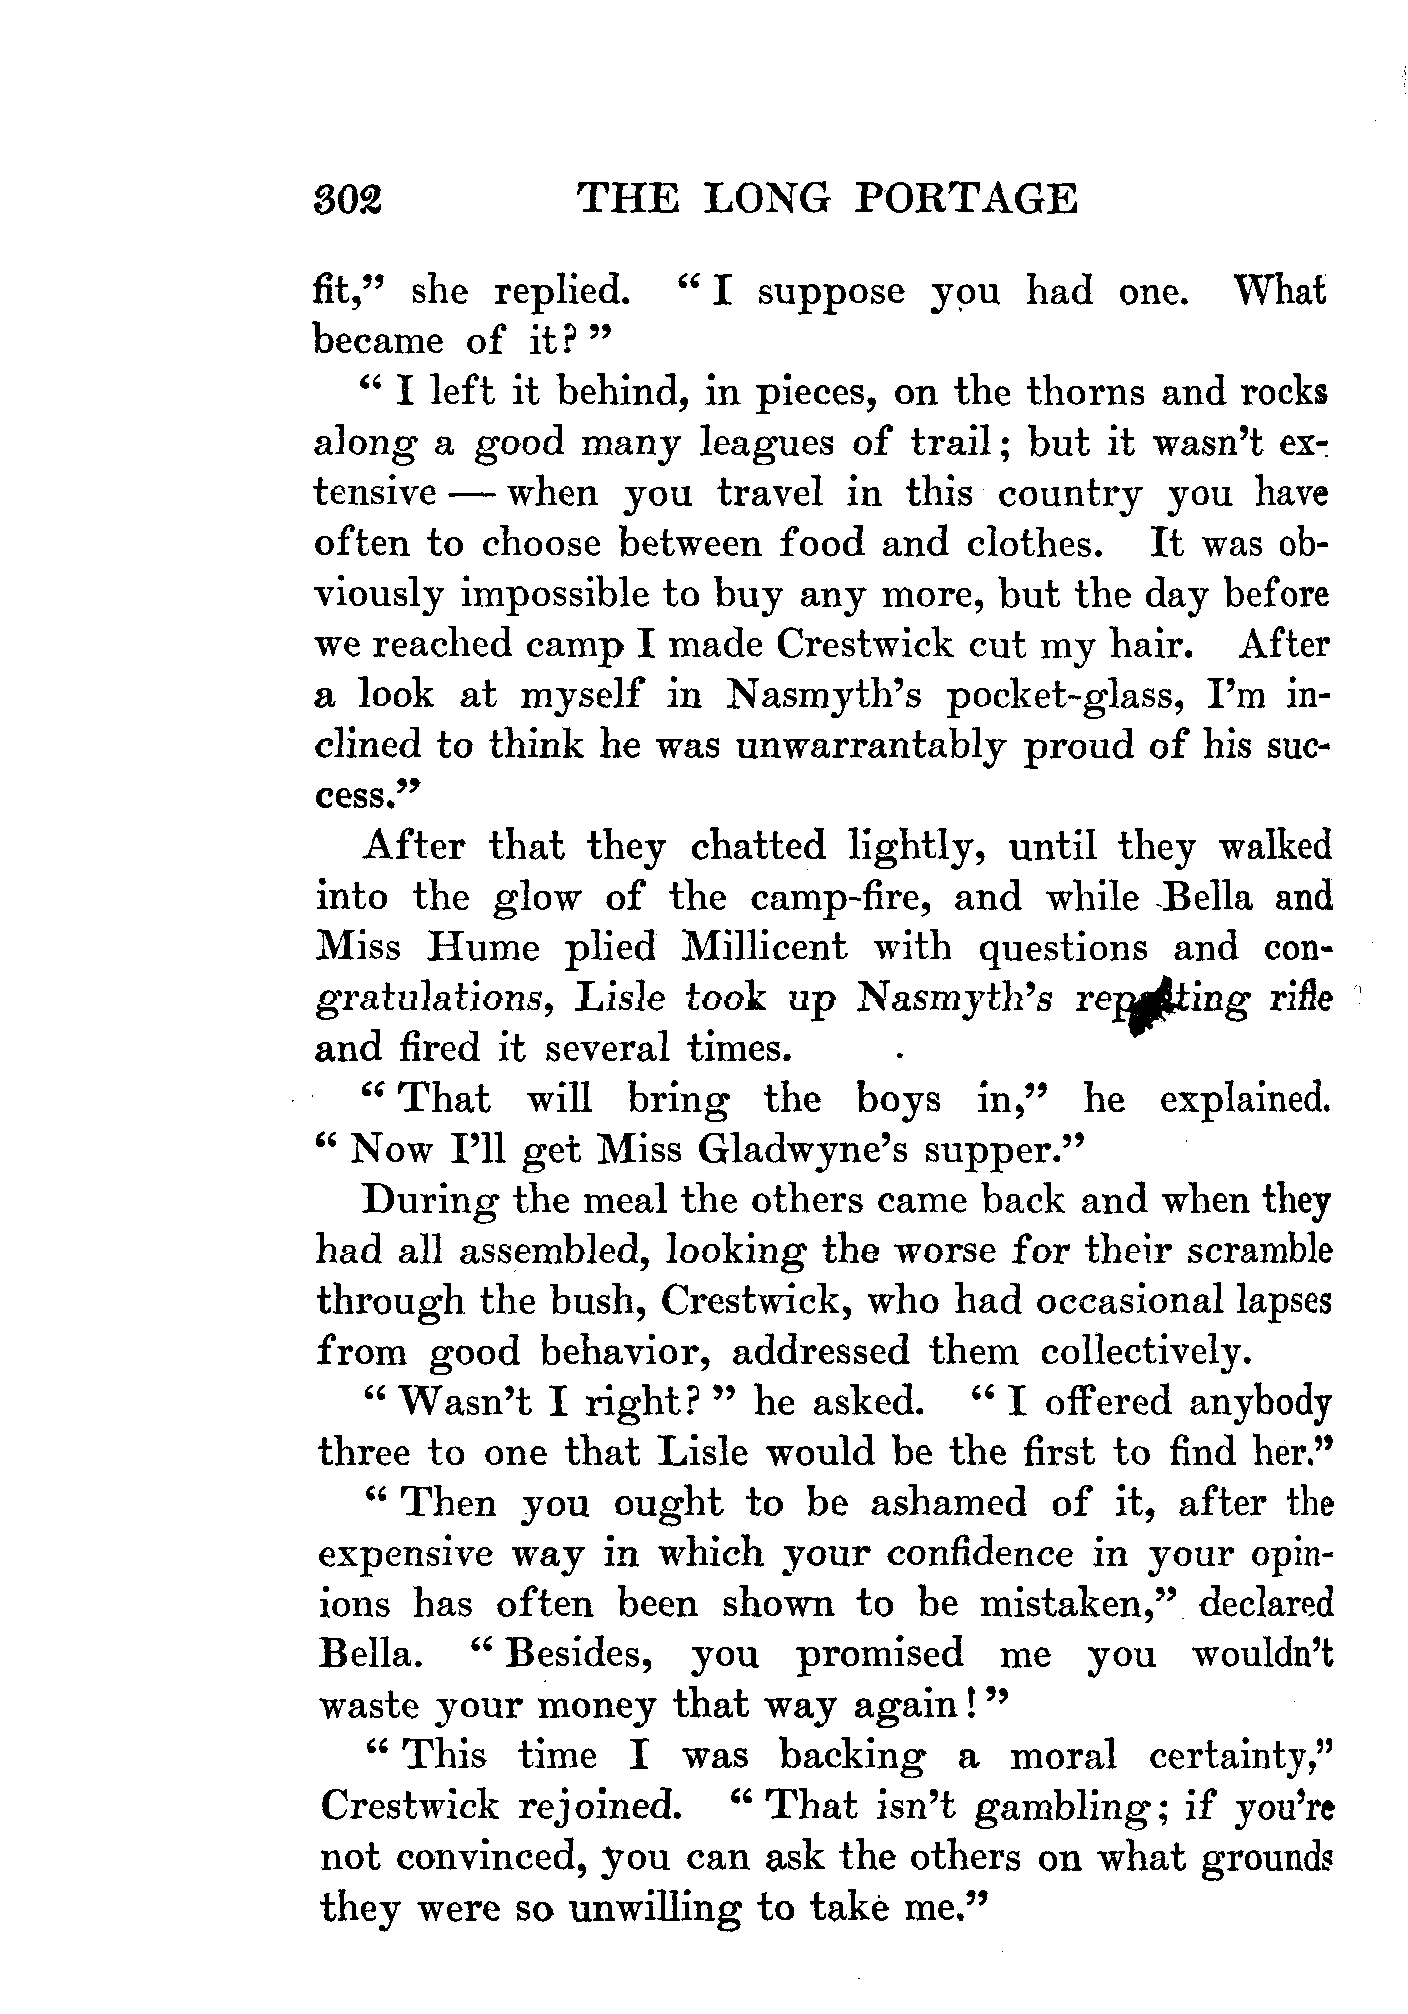 302 THE LONG PORTAGE
fit,” she replied. “ I suppose you had one. What
became of it? ”
“ I left it behind, in pieces, on the thorns and rocks
along a good many leagues of trail; but it wasn’t ex-
tensive — when you travel in this country you have
often to choose between food and clothes. It was ob-
viously impossible to buy any more, but the day before
we reached camp I made Crestwick cut my hair. After
a look at myself in Nasmyth’s pocket-glass, I’m in-
clined to think he was unwarrantably proud of his suc-
cess.”
After that they chatted lightly, until they walked
into the glow of the camp-fire, and while Bella and
Miss Hume plied Millicent with questions and con-
gratulations, Lisle took up Nasmyth’s rifle
and fired it several times.
“ That will bring the boys in,” he explained.
“ Now I’ll get Miss Gladwyne’s supper.”
During the meal the others came back and when they
had all assembled, looking the worse for their scramble
through the bush, Crestwick, who had occasional lapses
from good behavior, addressed them collectively.
“ Wasn’t I right? ” he asked. “ I offered anybody
three to one that Lisle would be the first to find her.”
“ Then you ought to be ashamed of it, after the
expensive way in which your confidence in your opin-
ions has often been shown to be mistaken,” declared
Bella. “ Besides, you promised me you wouldn’t
waste your money that way again! ”
“ This time I was backing a moral certainty,”
Crestwick rejoined. “ That isn’t gambling; if you’re
not convinced, you can ask the others on what grounds
they were so unwilling to take me.”